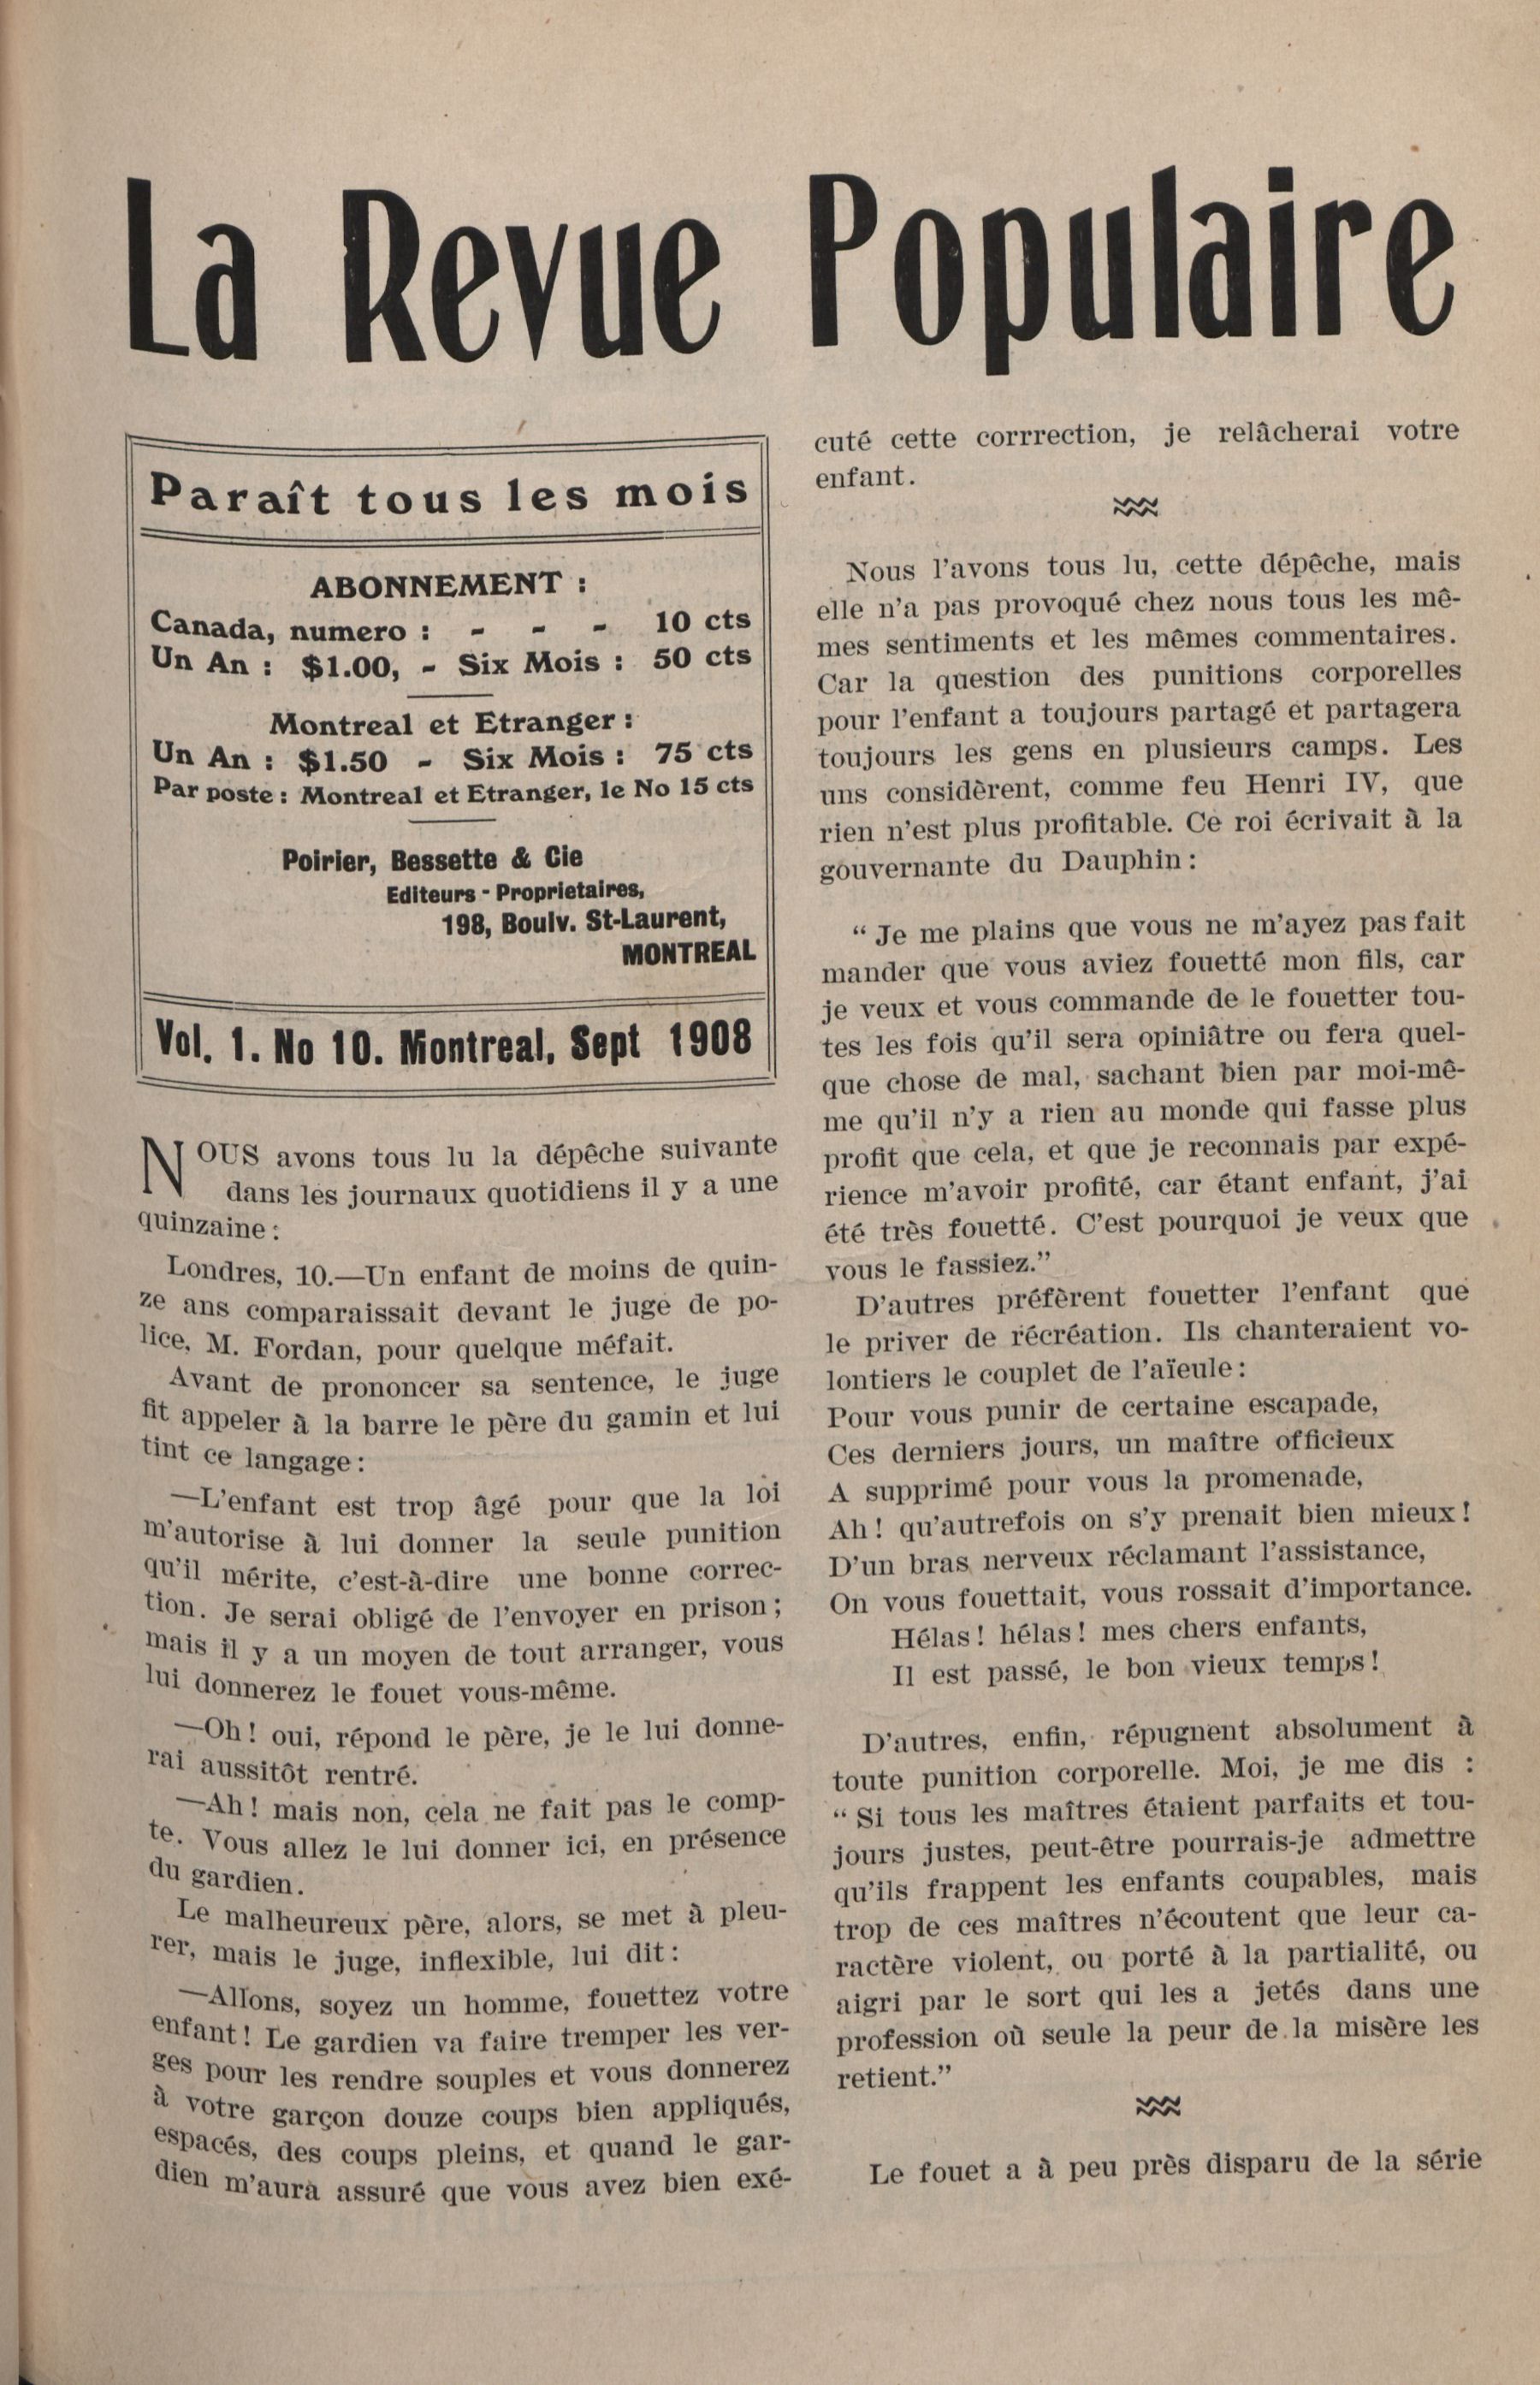 La Revue Populaire
Paraît tous les mois
ABONNEMENT :
Canada, numero : - - - 10 cts
Un An : $1.00, - Six Mois : 50 cts
Montreal et Etranger :
Un An : $1.50 - Six Mois : 75 cts
Par poste : Montreal et Etranger, le No 15 cts
Poirier, Bessette & Cie
Editeurs - Proprietaires,
198, Boulv. St-Laurent,
MONTREAL
Vol. 1. No 10. Montreal, Sept 1908
NOUS avons tous lu la dépêche suivante
dans les journaux quotidiens il y a une
quinzaine :
Londres, 10.—Un enfant de moins de quin-
ze ans comparaissait devant le juge de po-
lice, M. Fordan, pour quelque méfait.
Avant de prononcer sa sentence, le juge
fit appeler à la barre le père du gamin et lui
tint ce langage :
—L'enfant est trop âgé pour que la loi
m'autorise à lui donner la seule punition
qu'il mérite, c'est-à-dire une bonne correc-
tion. Je serai obligé de l'envoyer en prison ;
mais il y a un moyen de tout arranger, vous
lui donnerez le fouet vous-même.
—Oh ! oui, répond le père, je le lui donne-
rai aussitôt rentré.
—Ah ! mais non, cela ne fait pas le comp-
te. Vous allez le lui donner ici, en présence
du gardien.
Le malheureux père, alors, se met à pleu-
rer, mais le juge, inflexible, lui dit :
—Allons, soyez un homme, fouettez votre
enfant ! Le gardien va faire tremper les ver-
ges pour les rendre souples et vous donnerez
à votre garçon douze coups bien appliqués,
espacés, des coups pleins, et quand le gar-
dien m'aura assuré que vous avez bien exé-
cuté cette corrrection, je relâcherai votre
enfant.
Nous l'avons tous lu, cette dépêche, mais
elle n'a pas provoqué chez nous tous les mê-
mes sentiments et les mêmes commentaires.
Car la question des punitions corporelles
pour l'enfant a toujours partagé et partagera
toujours les gens en plusieurs camps. Les
uns considèrent, comme feu Henri IV, que
rien n'est plus profitable. Ce roi écrivait à la
gouvernante du Dauphin :
“ Je me plains que vous ne m'ayez pas fait
mander que vous aviez fouetté mon fils, car
je veux et vous commande de le fouetter tou-
tes les fois qu'il sera opiniâtre ou fera quel-
que chose de mal, sachant bien par moi-mê-
me qu'il n'y a rien au monde qui fasse plus
profit que cela, et que je reconnais par expé-
rience m'avoir profité, car étant enfant, j'ai
été très fouetté. C'est pourquoi je veux que
vous le fassiez.”
D'autres préfèrent fouetter l'enfant que
le priver de récréation. Ils chanteraient vo-
lontiers le couplet de l'aïeule :
Pour vous punir de certaine escapade,
Ces derniers jours, un maître officieux
A supprimé pour vous la promenade,
Ah ! qu'autrefois on s'y prenait bien mieux !
D'un bras nerveux réclamant l'assistance,
On vous fouettait, vous rossait d'importance.
Hélas ! hélas ! mes chers enfants,
Il est passé, le bon vieux temps !
D'autres, enfin, répugnent absolument à
toute punition corporelle. Moi, je me dis :
“ Si tous les maîtres étaient parfaits et tou-
jours justes, peut-être pourrais-je admettre
qu'ils frappent les enfants coupables, mais
trop de ces maîtres n'écoutent que leur ca-
ractère violent, ou porté à la partialité, ou
aigri par le sort qui les a jetés dans une
profession où seule la peur de la misère les
retient.”
Le fouet a à peu près disparu de la série